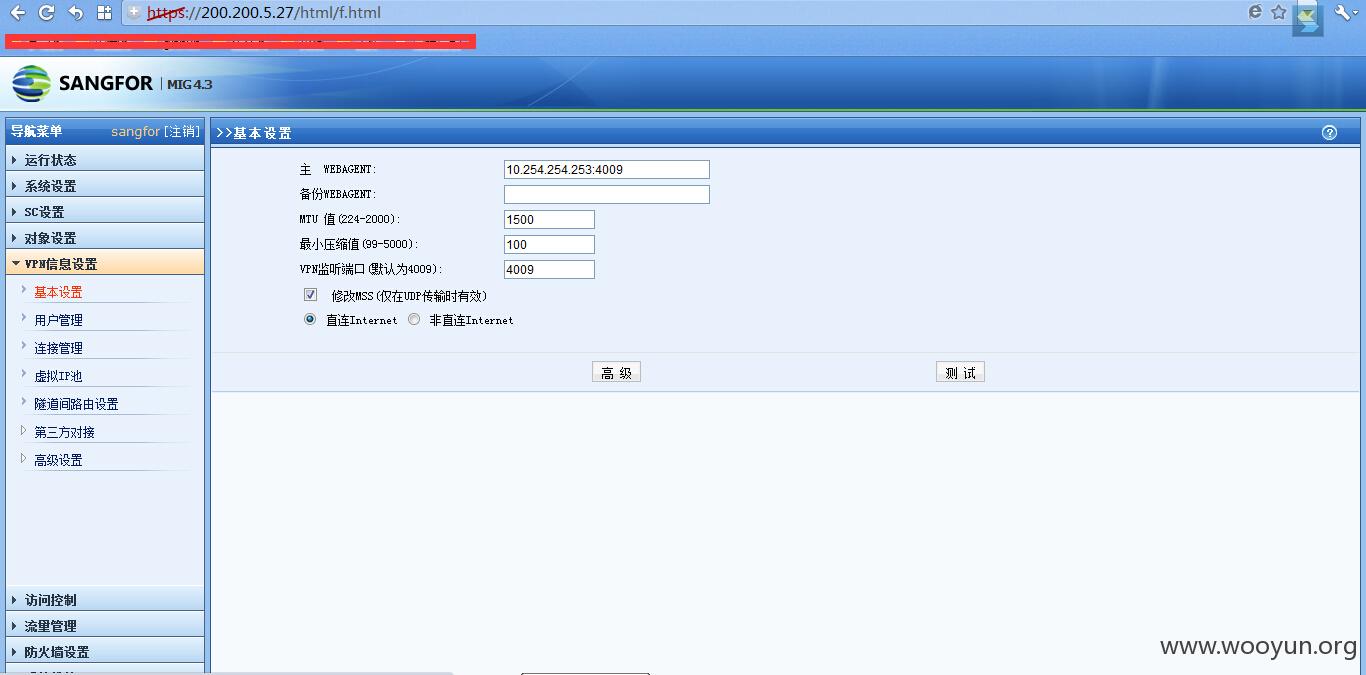 https://200.200.5.27/html/f.html
SANGFOR MIG 4.3
导航菜单 sangfor [注销]
运行状态
系统设置
SC设置
对象设置
VPN信息设置
基本设置
用户管理
连接管理
虚拟IP池
隧道间路由设置
第三方对接
高级设置
访问控制
流量管理
防火墙设置
>>基本设置
主 WEBAGENT: 10.254.254.253:4009
备份WEBAGENT:
MTU 值(224-2000): 1500
最小压缩值(99-5000): 100
VPN监听端口(默认为4009): 4009
修改MSS(仅在UDP传输时有效)
直连Internet 非直连Internet
高 级 测 试
www.wooyun.org